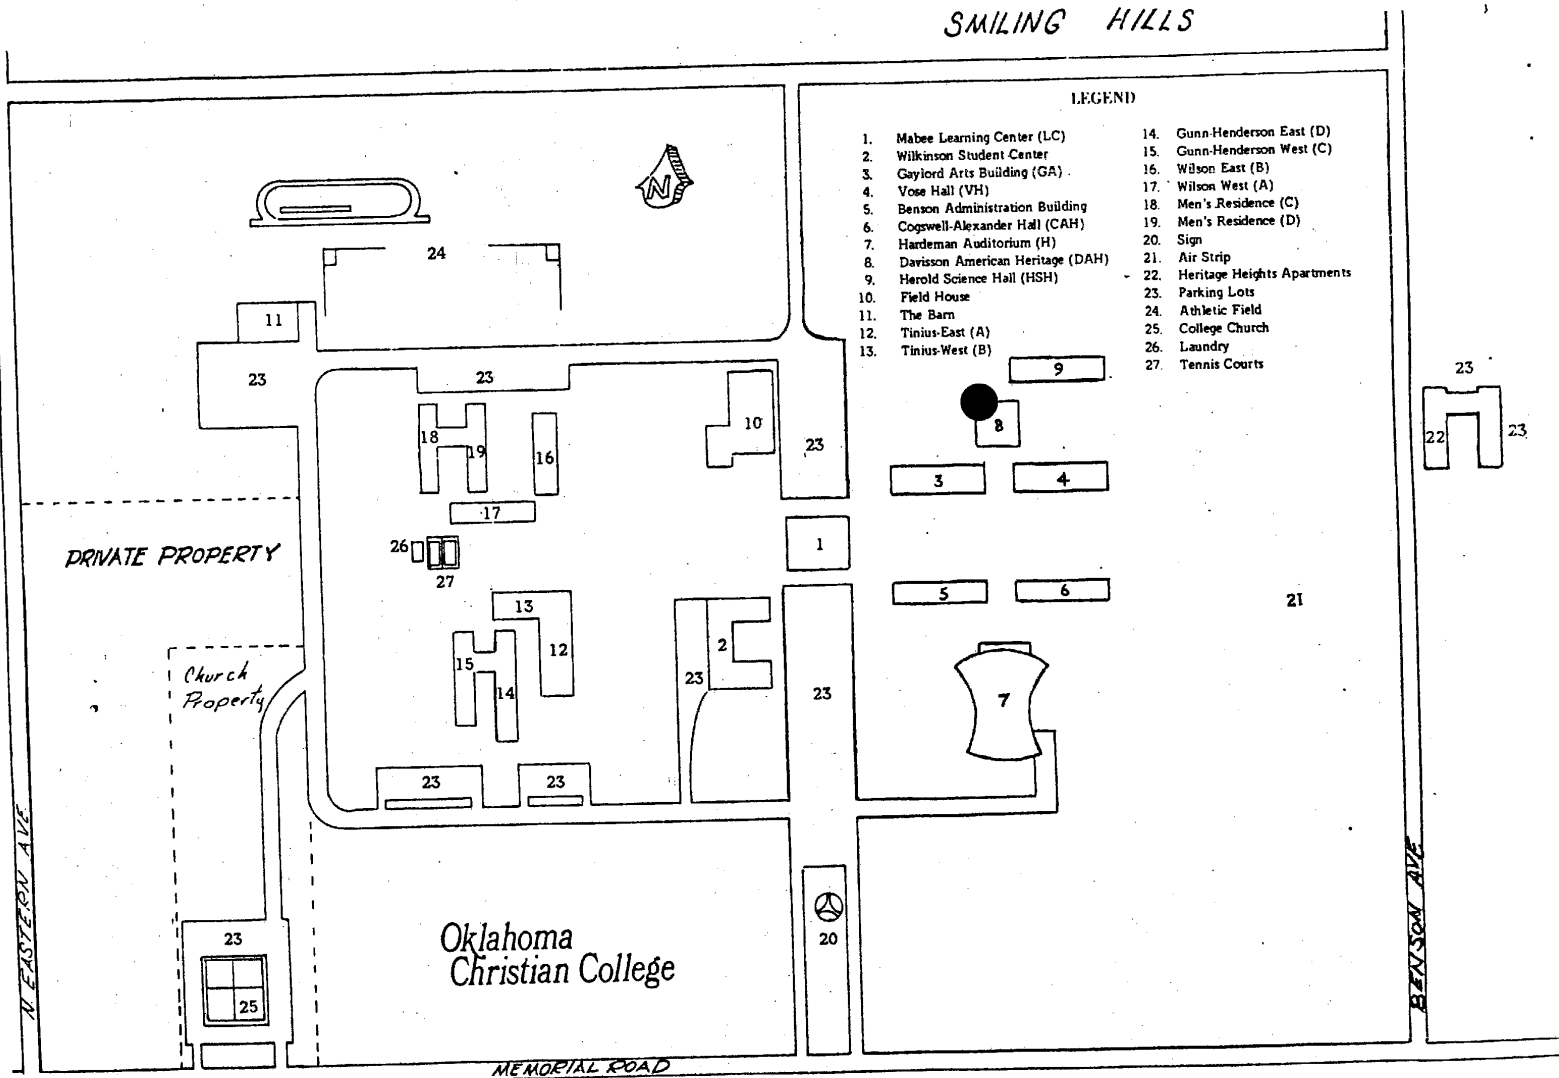 SMILING HILLS
LEGEND
1. Mabee Learning Center (LC)
2. Wilkinson Student Center
3. Gaylord Arts Building (GA)
4. Vose Hall (VH)
5. Benson Administration Building
6. Cogswell-Alexander Hall (CAH)
7. Hardeman Auditorium (H)
8. Davisson American Heritage (DAH)
9. Herold Science Hall (HSH)
10. Field House
11. The Barn
12. Tinius-East (A)
13. Tinius-West (B)
14. Gunn-Henderson East (D)
15. Gunn-Henderson West (C)
16. Wilson East (B)
17. Wilson West (A)
18. Men's Residence (C)
19. Men's Residence (D)
20. Sign
21. Air Strip
22. Heritage Heights Apartments
23. Parking Lots
24. Athletic Field
25. College Church
26. Laundry
27. Tennis Courts
N
24
11
23
23
9
23
8
10
18
19
16
23
22
23
3
4
17
26
27
1
PRIVATE PROPERTY
13
5
6
21
15
12
2
14
23
23
7
Church
Property
23
23
N EASTERN AVE
BENSON AVE
23
25
Oklahoma
Christian College
20
MEMORIAL ROAD